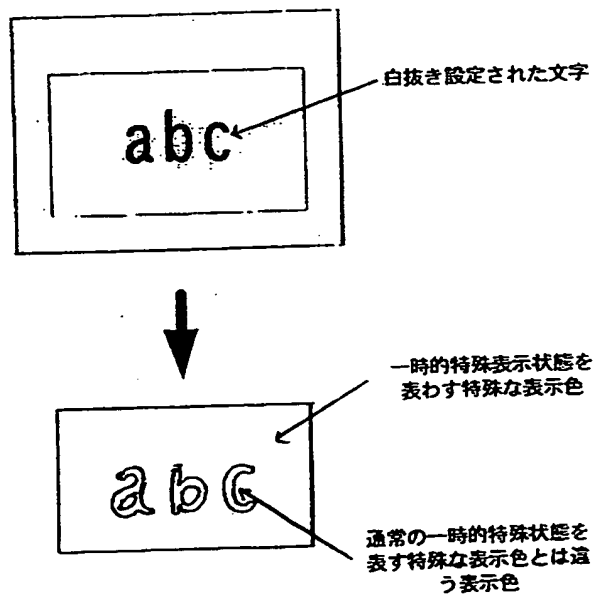 白抜き設定された文字
abc
一時的特殊表示状態を
表わす特殊な表示色
abc
通常の一時的特殊状態を
表す特殊な表示色とは違
う表示色